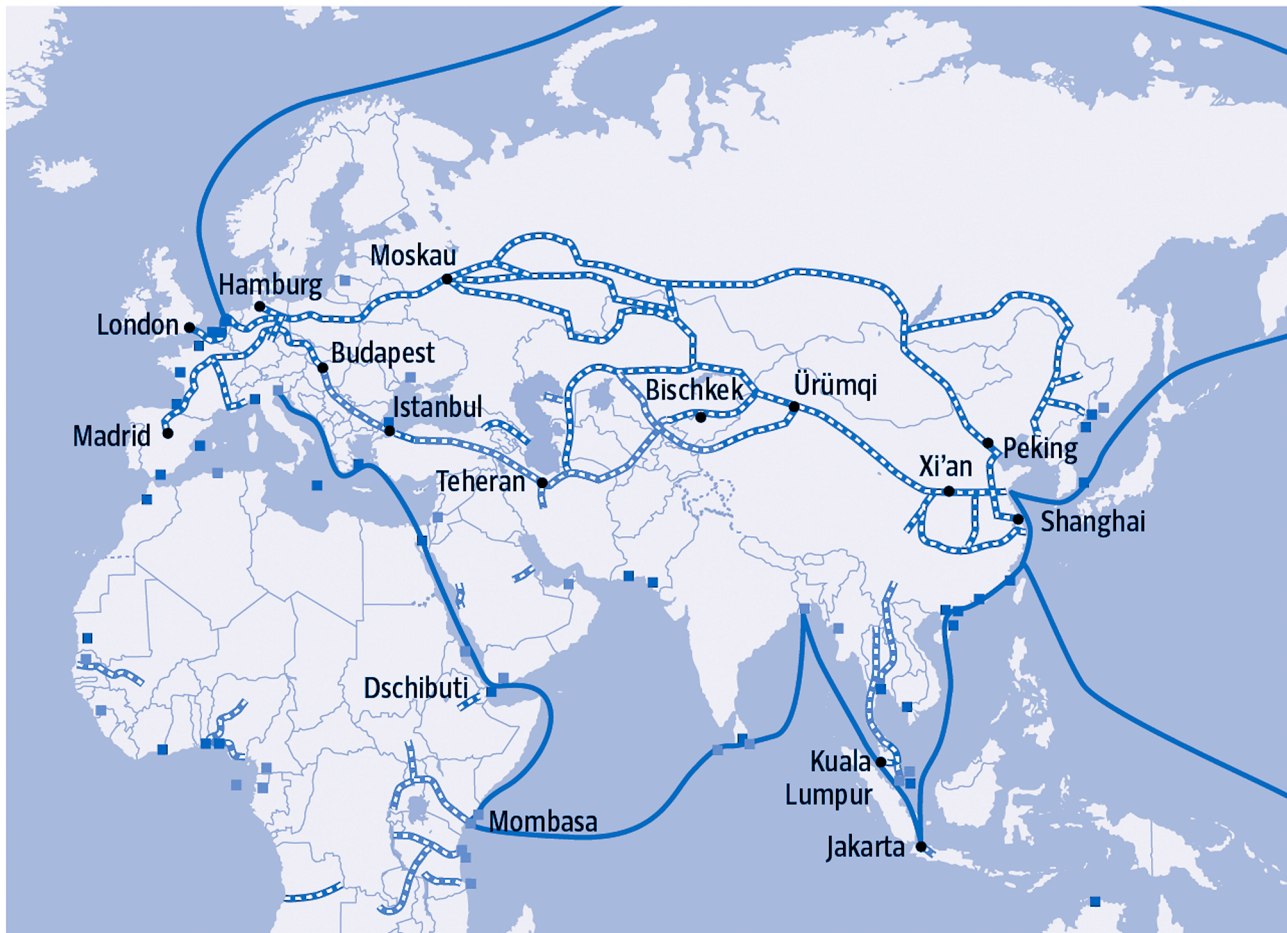 Moskau
Hamburg
London
Budapest
Bischkek
Ürümqi
Istanbul
Madrid
Peking
Xi'an
Teheran
Shanghai
Dschibuti
Kuala
Lumpur
Mombasa
Jakarta